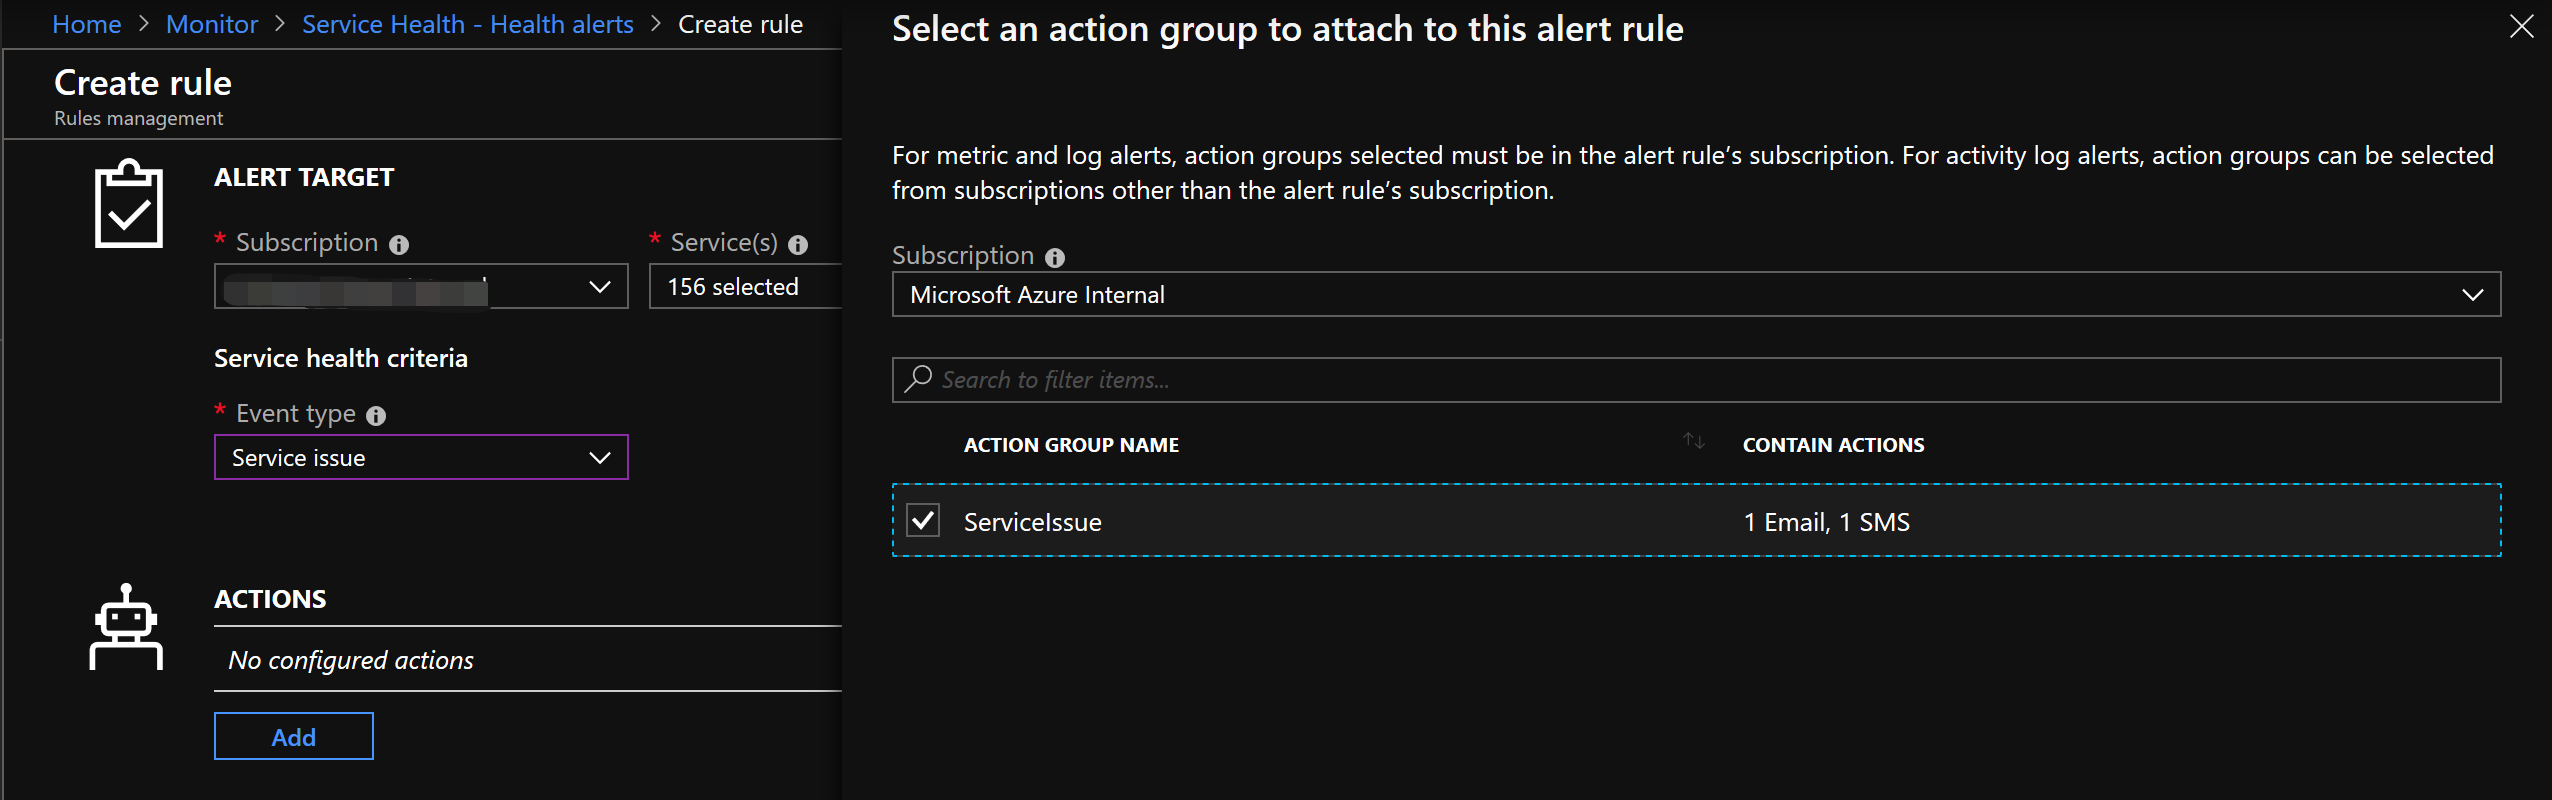 Home > Monitor > Service Health - Health alerts > Create rule
Create rule
Rules management
ALERT TARGET
* Subscription
* Service(s)
156 selected
Service health criteria
* Event type
Service issue
ACTIONS
No configured actions
Add
Select an action group to attach to this alert rule
For metric and log alerts, action groups selected must be in the alert rule’s subscription. For activity log alerts, action groups can be selected
from subscriptions other than the alert rule’s subscription.
Subscription
Microsoft Azure Internal
Search to filter items...
ACTION GROUP NAME
CONTAIN ACTIONS
ServiceIssue
1 Email, 1 SMS